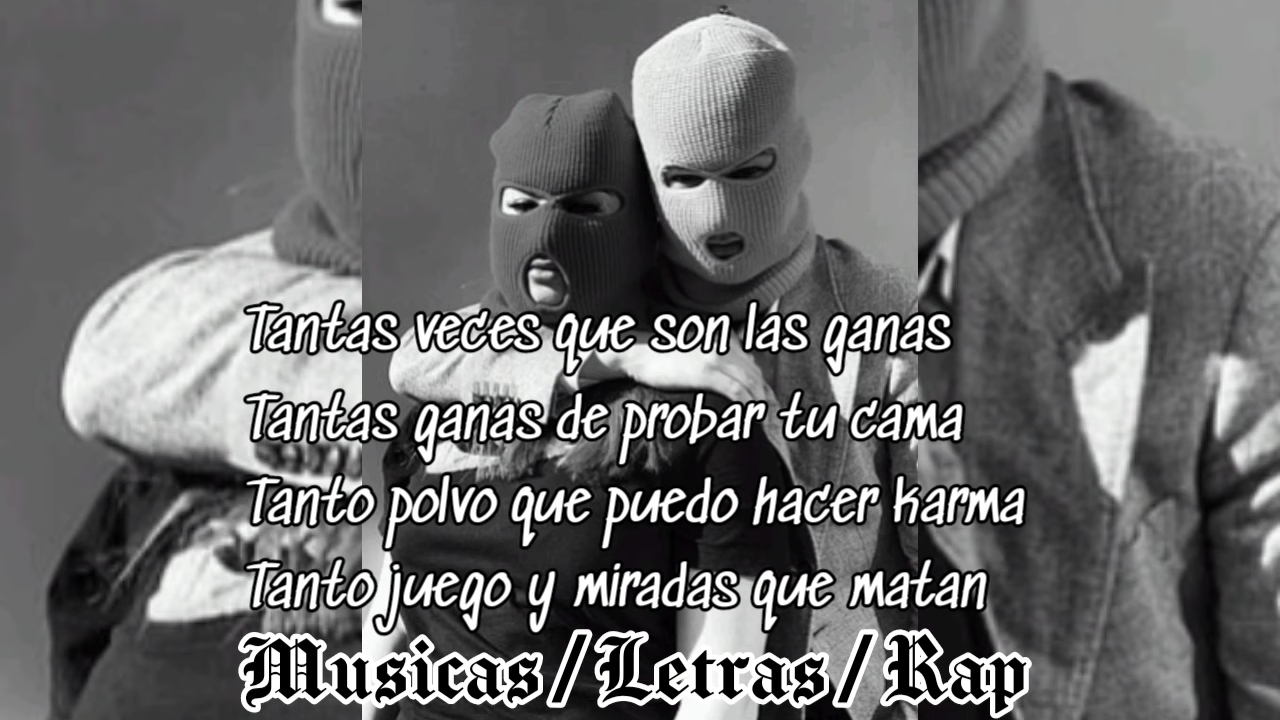 Tantas veces que son las ganas
Tantas ganas de probar tu cama
Tanto polvo que puedo hacer karma
Tanto juego y miradas que matan
Musicas/Letras/Rap